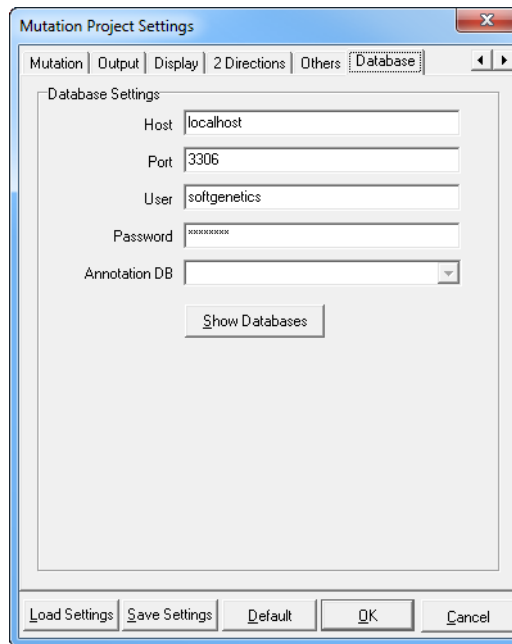 Mutation Project Settings
Mutation Output Display 2 Directions Others Database
Database Settings
Host localhost
Port 3306
User softgenetics
Password ********
Annotation DB
Show Databases
Load Settings Save Settings Default OK Cancel